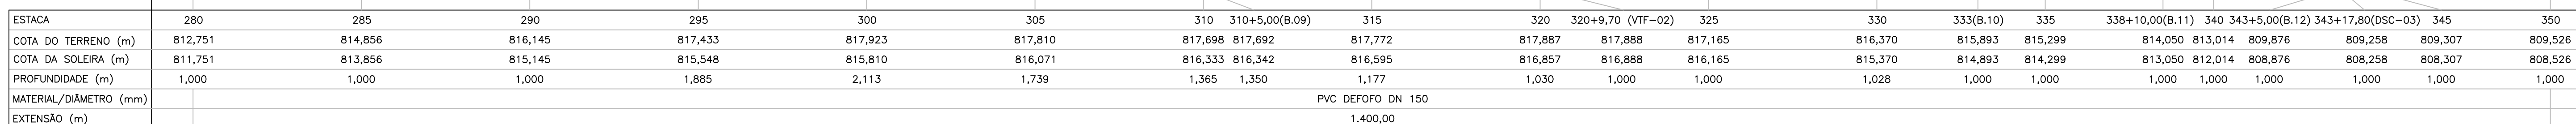 ESTACA 280 285 290 295 300 305 310 310+5,00(B.09) 315 320 320+9,70 (VTF-02) 325 330 333(B.10) 335 338+10,00(B.11) 340 343+5,00(B.12) 343+17,80(DSC-03) 345 350
COTA DO TERRENO (m) 812,751 814,856 816,145 817,433 817,923 817,810 817,698 817,692 817,772 817,887 817,888 817,165 816,370 815,893 815,299 814,050 813,014 809,876 809,258 809,307 809,526
COTA DA SOLEIRA (m) 811,751 813,856 815,145 815,548 815,810 816,071 816,333 816,342 816,595 816,857 816,888 816,165 815,370 814,893 814,299 813,050 812,014 808,876 808,258 808,307 808,526
PROFUNDIDADE (m) 1,000 1,000 1,000 1,885 2,113 1,739 1,365 1,350 1,177 1,030 1,000 1,000 1,028 1,000 1,000 1,000 1,000 1,000 1,000 1,000 1,000
MATERIAL/DIÂMETRO (mm) PVC DEFOFO DN 150
EXTENSÃO (m) 1.400,00